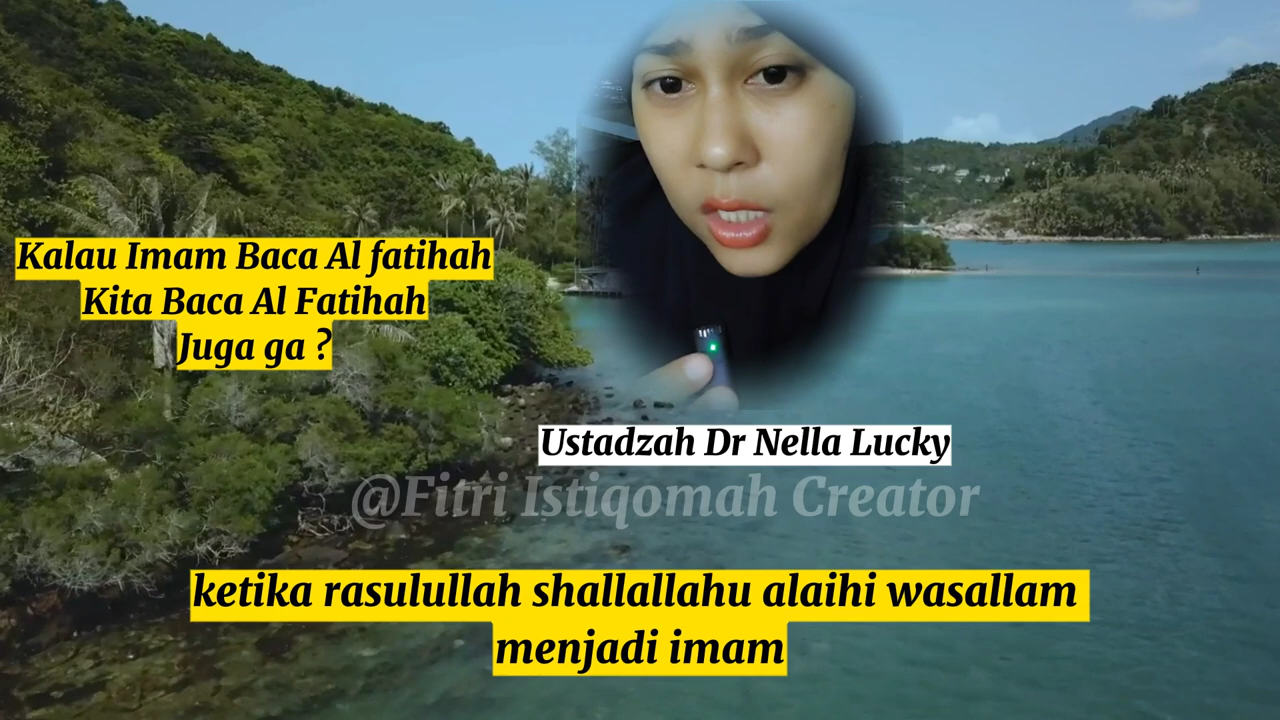 Kalau Imam Baca Al fatihah
Kita Baca Al Fatihah
Juga ga ?
Ustadzah Dr Nella Lucky
@Fitri Istiqomah Creator
ketika rasulullah shallallahu alaihi wasallam
menjadi imam